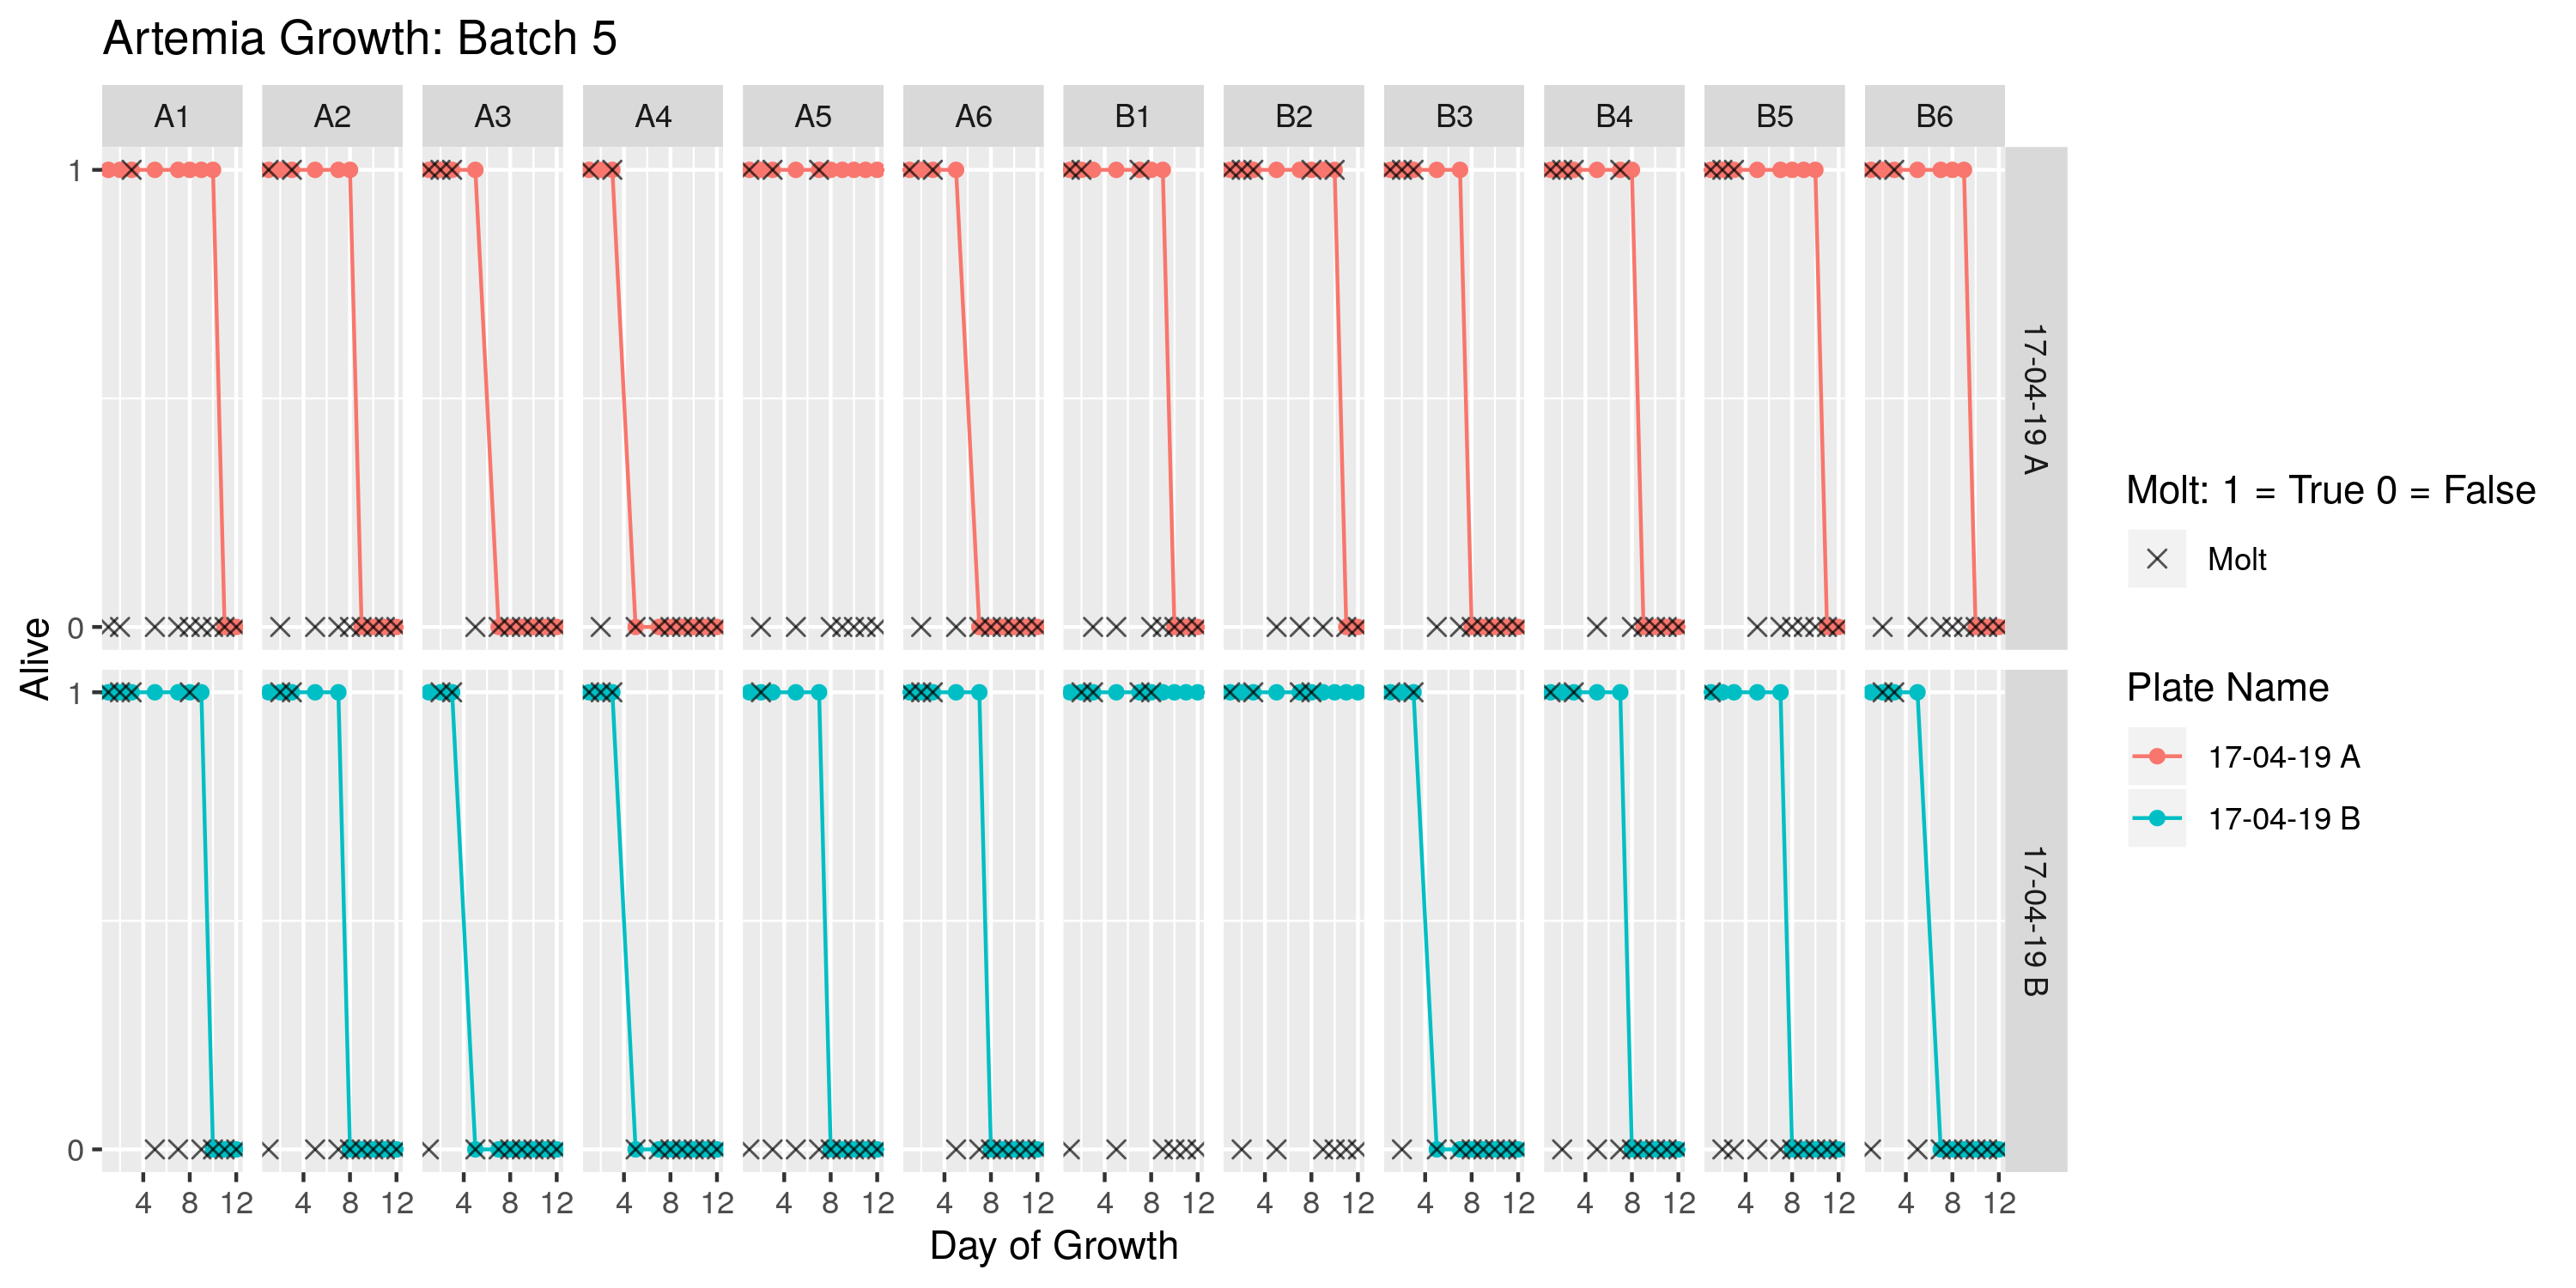 Artemia Growth: Batch 5
A1 A2 A3 A4 A5 A6 B1 B2 B3 B4 B5 B6
1
0
17-04-19 A
Alive
1
0
17-04-19 B
4 8 12 4 8 12 4 8 12 4 8 12 4 8 12 4 8 12 4 8 12 4 8 12 4 8 12 4 8 12 4 8 12 4 8 12
Day of Growth
Molt: 1 = True 0 = False
Molt
Plate Name
17-04-19 A
17-04-19 B